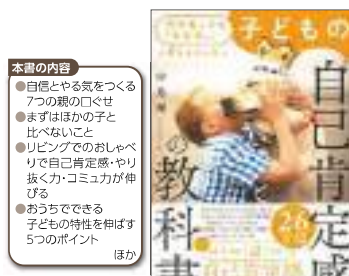 本書の内容
●自信とやる気をつくる
7つの親の口ぐせ
●まずはほかの子と
比べないこと
●リビングでのおしゃべ
りで自己肯定感・やり
抜く力・コミュ力が伸
びる
●おうちでできる
子どもの特性を伸ばす
5つのポイント
ほか
子どもの
自己肯定感
の教科書
26